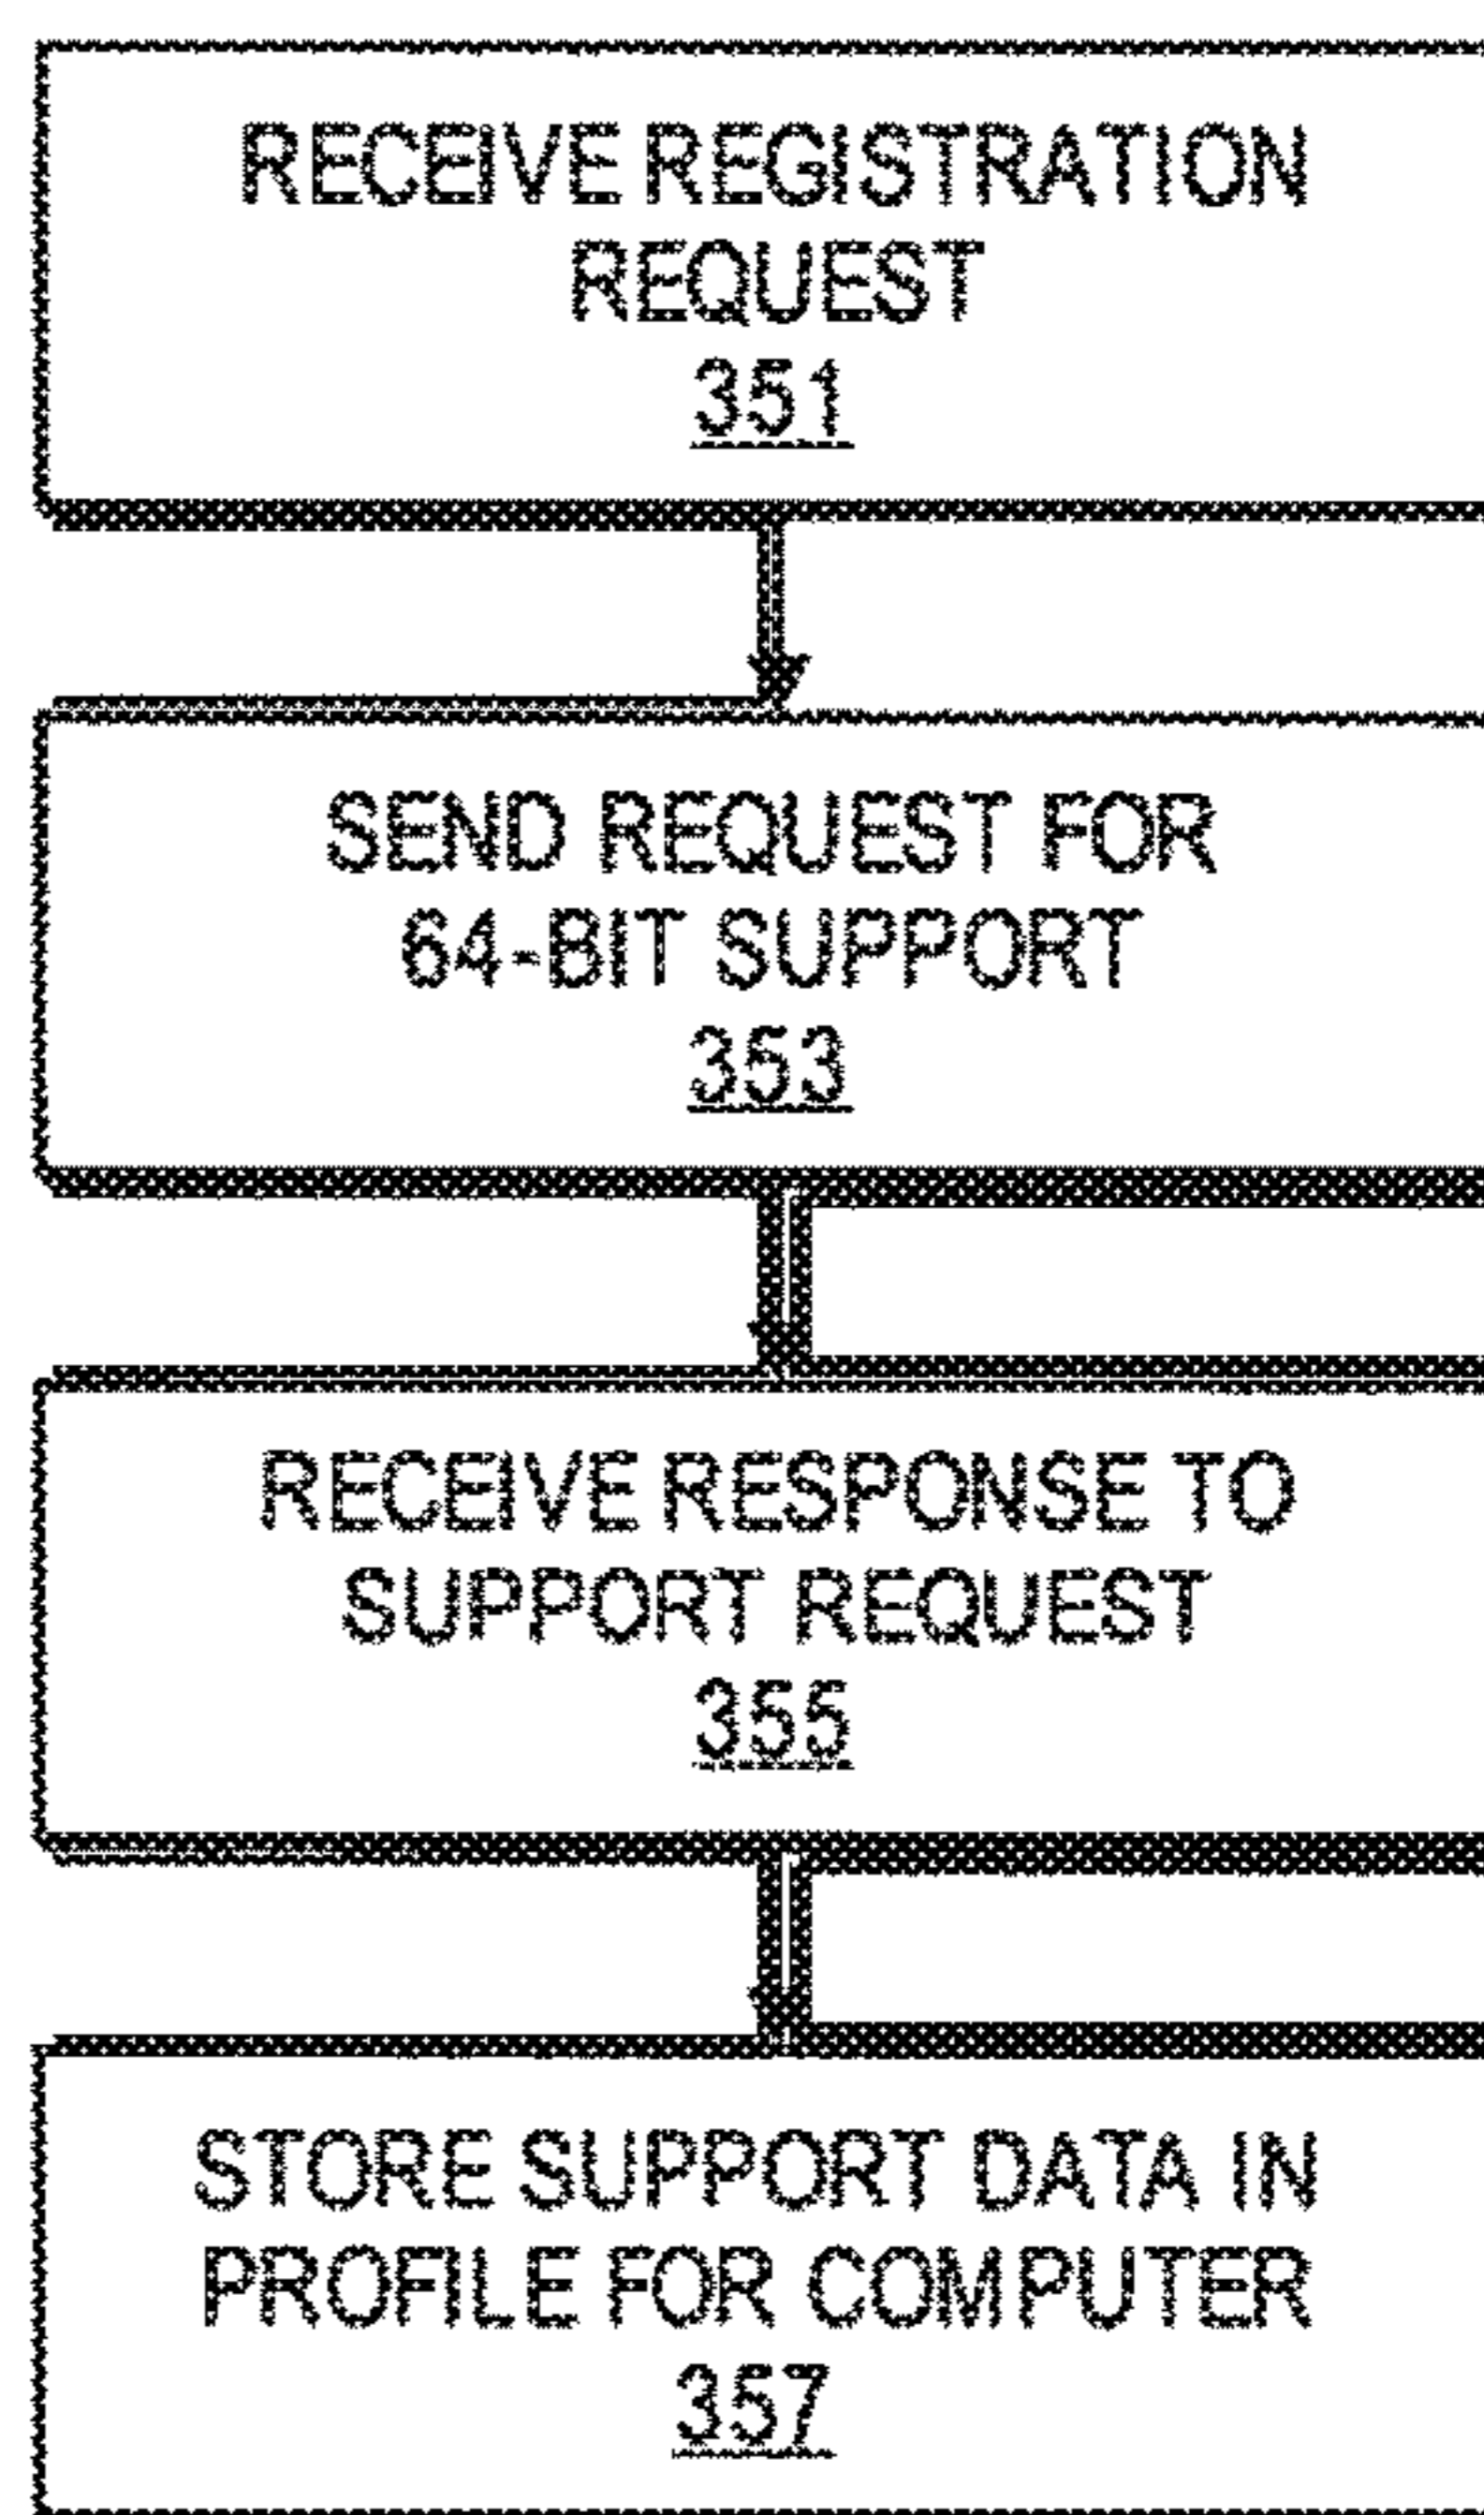 RECEIVE REGISTRATION
REQUEST
351
SEND REQUEST FOR
64-BIT SUPPORT
353
RECEIVE RESPONSE TO
SUPPORT REQUEST
355
STORE SUPPORT DATA IN
PROFILE FOR COMPUTER
357